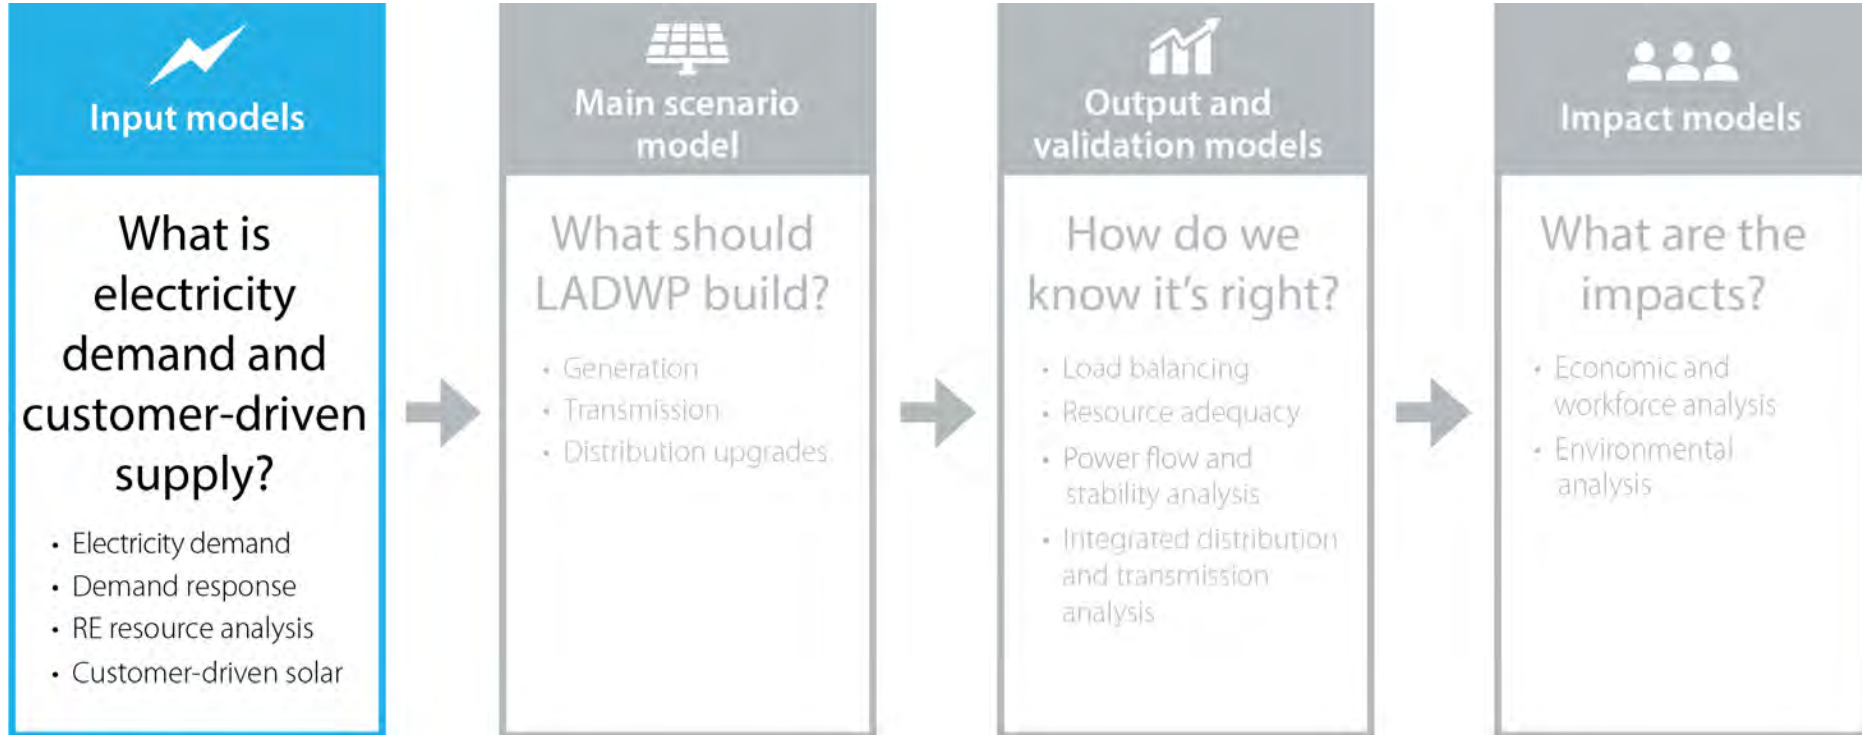 Input models
What is
electricity
demand and
customer-driven
supply?
• Electricity demand
• Demand response
• RE resource analysis
• Customer-driven solar
Main scenario
model
What should
LADWP build?
• Generation
• Transmission
• Distribution upgrades
Output and
validation models
How do we
know it's right?
• Load balancing
• Resource adequacy
• Power flow and
stability analysis
• Integrated distribution
and transmission
analysis
Impact models
What are the
impacts?
• Economic and
workforce analysis
• Environmental
analysis